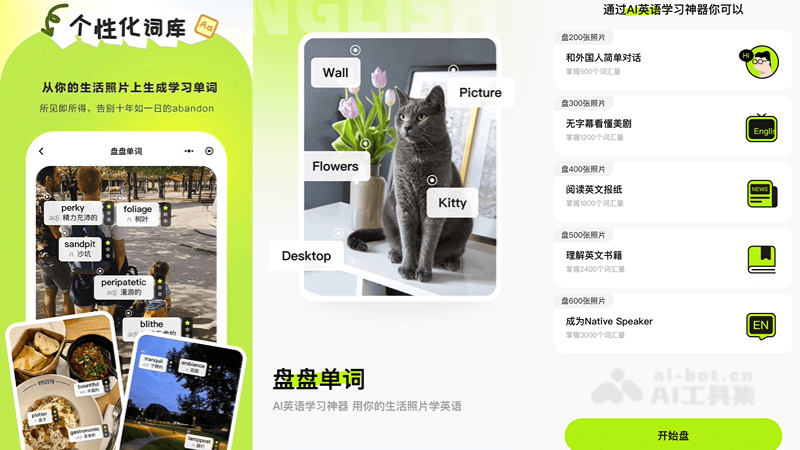 个性化词库
Aa
从你的生活照片上生成学习单词
所见即所得，告别十年如一日的abandon
盘盘单词
perky
adj. 精力充沛的
foliage
n. 树叶
sandpit
n. 沙坑
peripatetic
adj. 漫游的
blithe
bountiful
platter
gastronomic
tranquil
ambience
lamppost
ENGLISH
Wall
Picture
Flowers
Kitty
Desktop
盘盘单词
AI英语学习神器 用你的生活照片学英语
通过AI英语学习神器你可以
盘200张照片
和外国人简单对话
掌握600个词汇量
Hi
盘300张照片
无字幕看懂美剧
掌握1200个词汇量
Englis
盘400张照片
阅读英文报纸
掌握1800个词汇量
NEWS
盘500张照片
理解英文书籍
掌握2400个词汇量
盘600张照片
成为Native Speaker
掌握3000个词汇量
EN
ai-bot.cn
AI工具集
开始盘